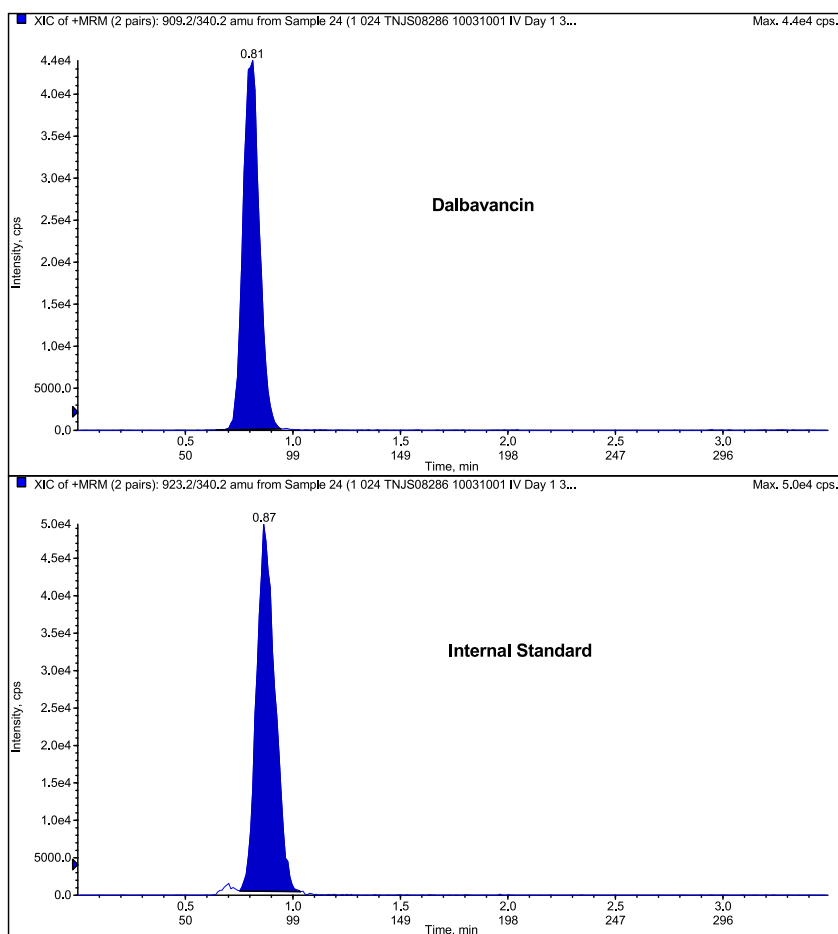 XIC of +MRM (2 pairs): 909.2/340.2 amu from Sample 24 (1 024 TNJS08286 10031001 IV Day 1 3... Max. 4.4e4 cps.
0.81
4.4e4
4.0e4
3.5e4
3.0e4
2.5e4
2.0e4
1.5e4
1.0e4
5000.0
0.0
Intensity, cps
Dalbavancin
0.5 1.0 1.5 2.0 2.5 3.0
50 99 149 198 247 296
Time, min
XIC of +MRM (2 pairs): 923.2/340.2 amu from Sample 24 (1 024 TNJS08286 10031001 IV Day 1 3... Max. 5.0e4 cps.
0.87
5.0e4
4.5e4
4.0e4
3.5e4
3.0e4
2.5e4
2.0e4
1.5e4
1.0e4
5000.0
0.0
Intensity, cps
Internal Standard
0.5 1.0 1.5 2.0 2.5 3.0
50 99 149 198 247 296
Time, min